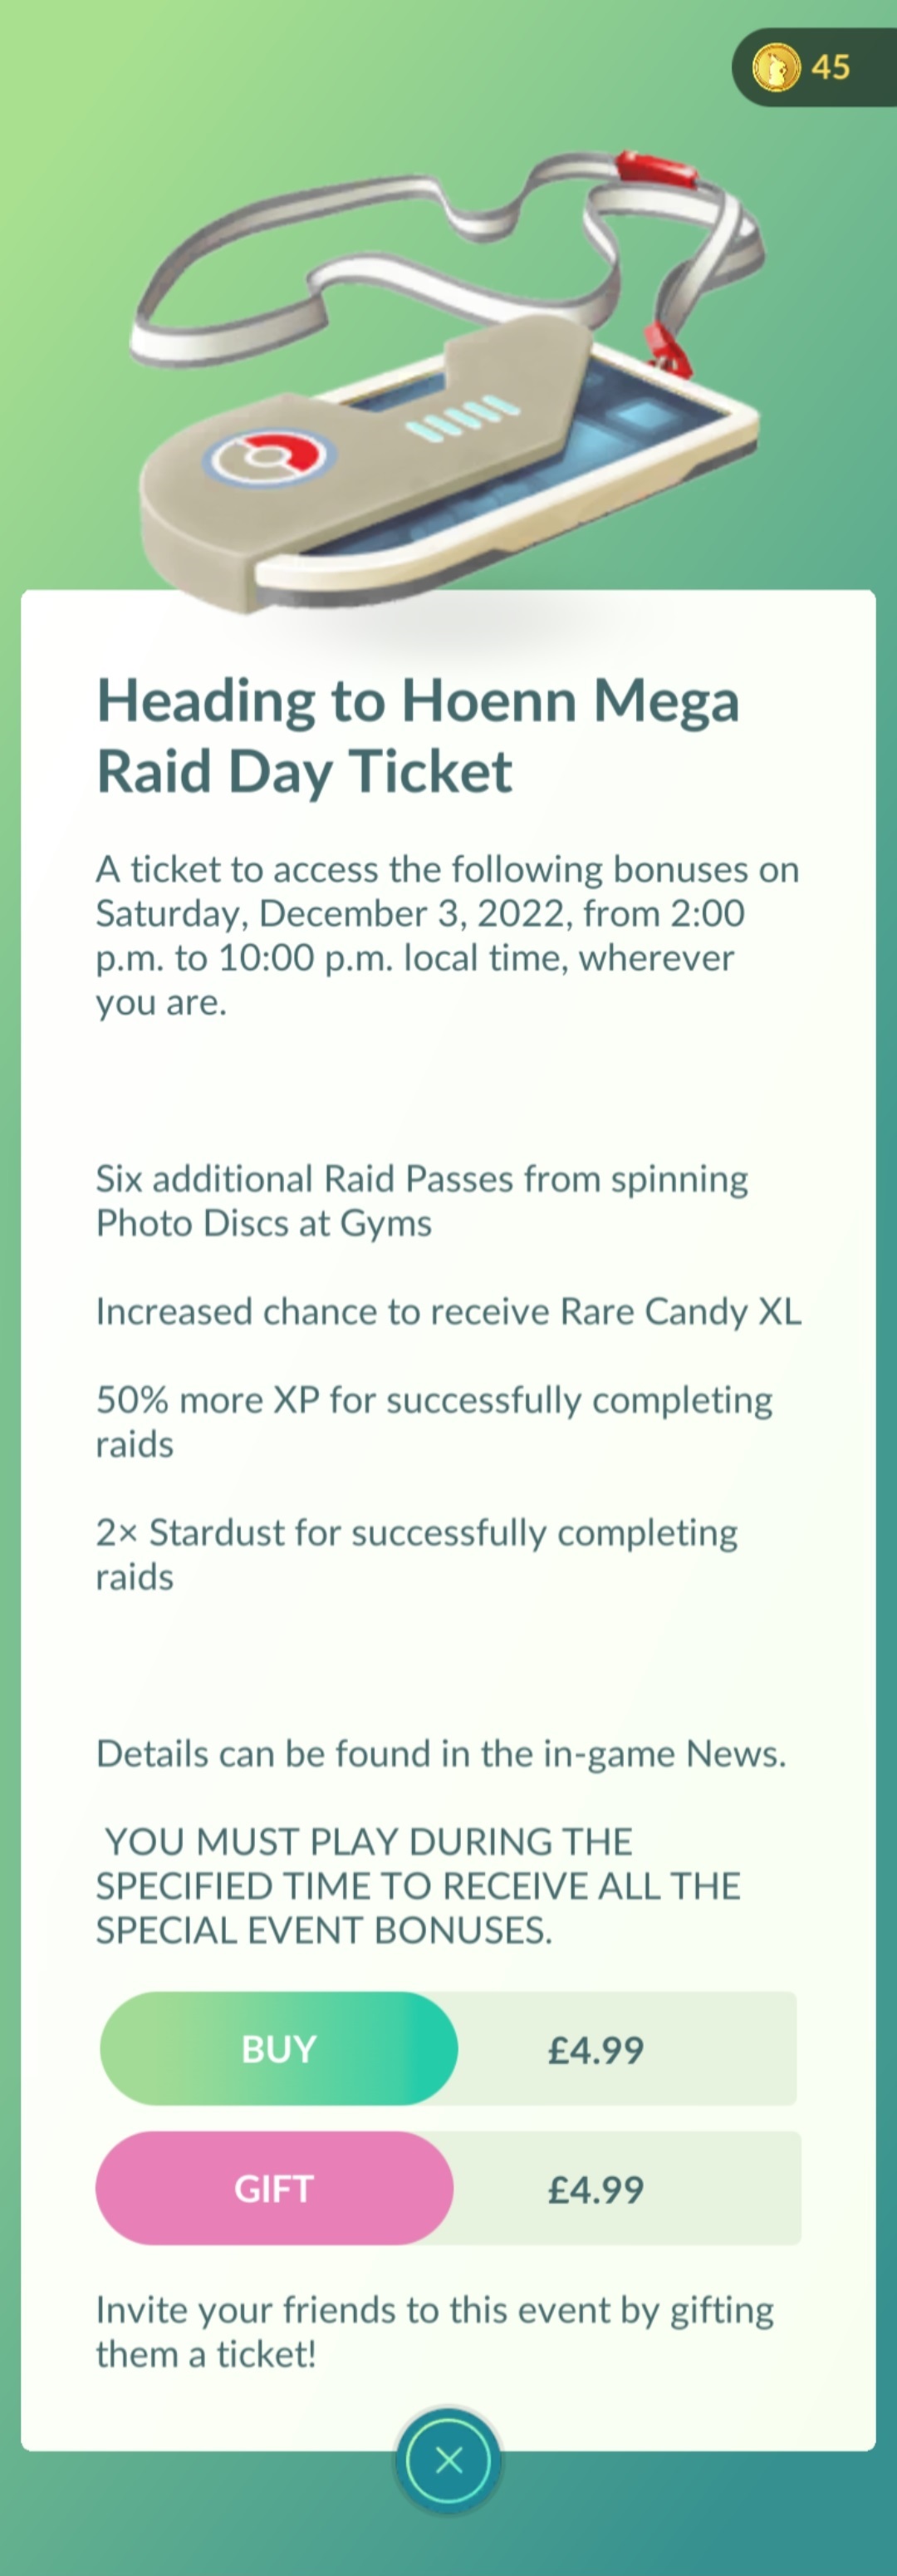 45
Heading to Hoenn Mega
Raid Day Ticket
A ticket to access the following bonuses on
Saturday, December 3, 2022, from 2:00
p.m. to 10:00 p.m. local time, wherever
you are.
Six additional Raid Passes from spinning
Photo Discs at Gyms
Increased chance to receive Rare Candy XL
50% more XP for successfully completing
raids
2× Stardust for successfully completing
raids
Details can be found in the in-game News.
YOU MUST PLAY DURING THE
SPECIFIED TIME TO RECEIVE ALL THE
SPECIAL EVENT BONUSES.
BUY £4.99
GIFT £4.99
Invite your friends to this event by gifting
them a ticket!